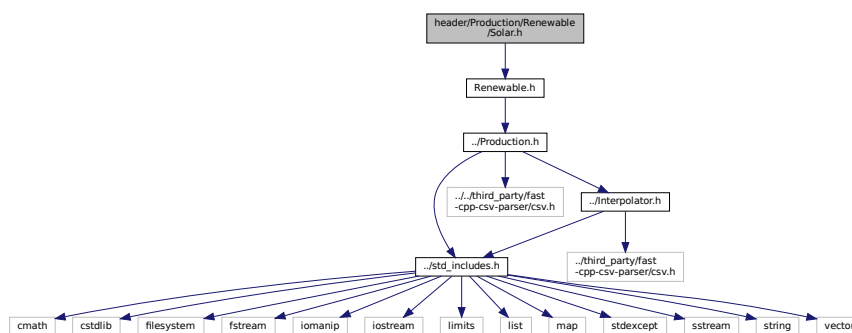 header/Production/Renewable
/Solar.h
Renewable.h
../Production.h
../../third_party/fast
-cpp-csv-parser/csv.h
../Interpolator.h
../third_party/fast
-cpp-csv-parser/csv.h
../std_includes.h
cmath
cstdlib
filesystem
fstream
iomanip
iostream
limits
list
map
stdexcept
sstream
string
vecto